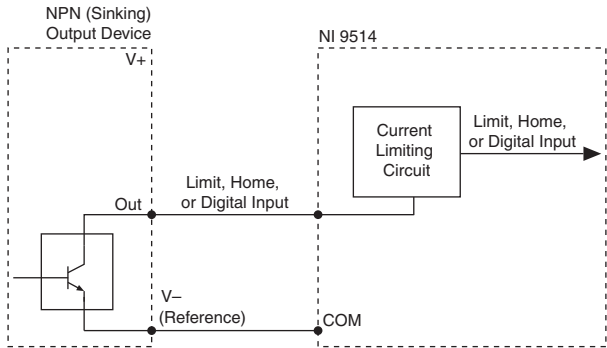 NPN (Sinking)
Output Device
V+
NI 9514
Current
Limiting
Circuit
Limit, Home,
or Digital Input
Limit, Home,
or Digital Input
Out
V–
(Reference)
COM